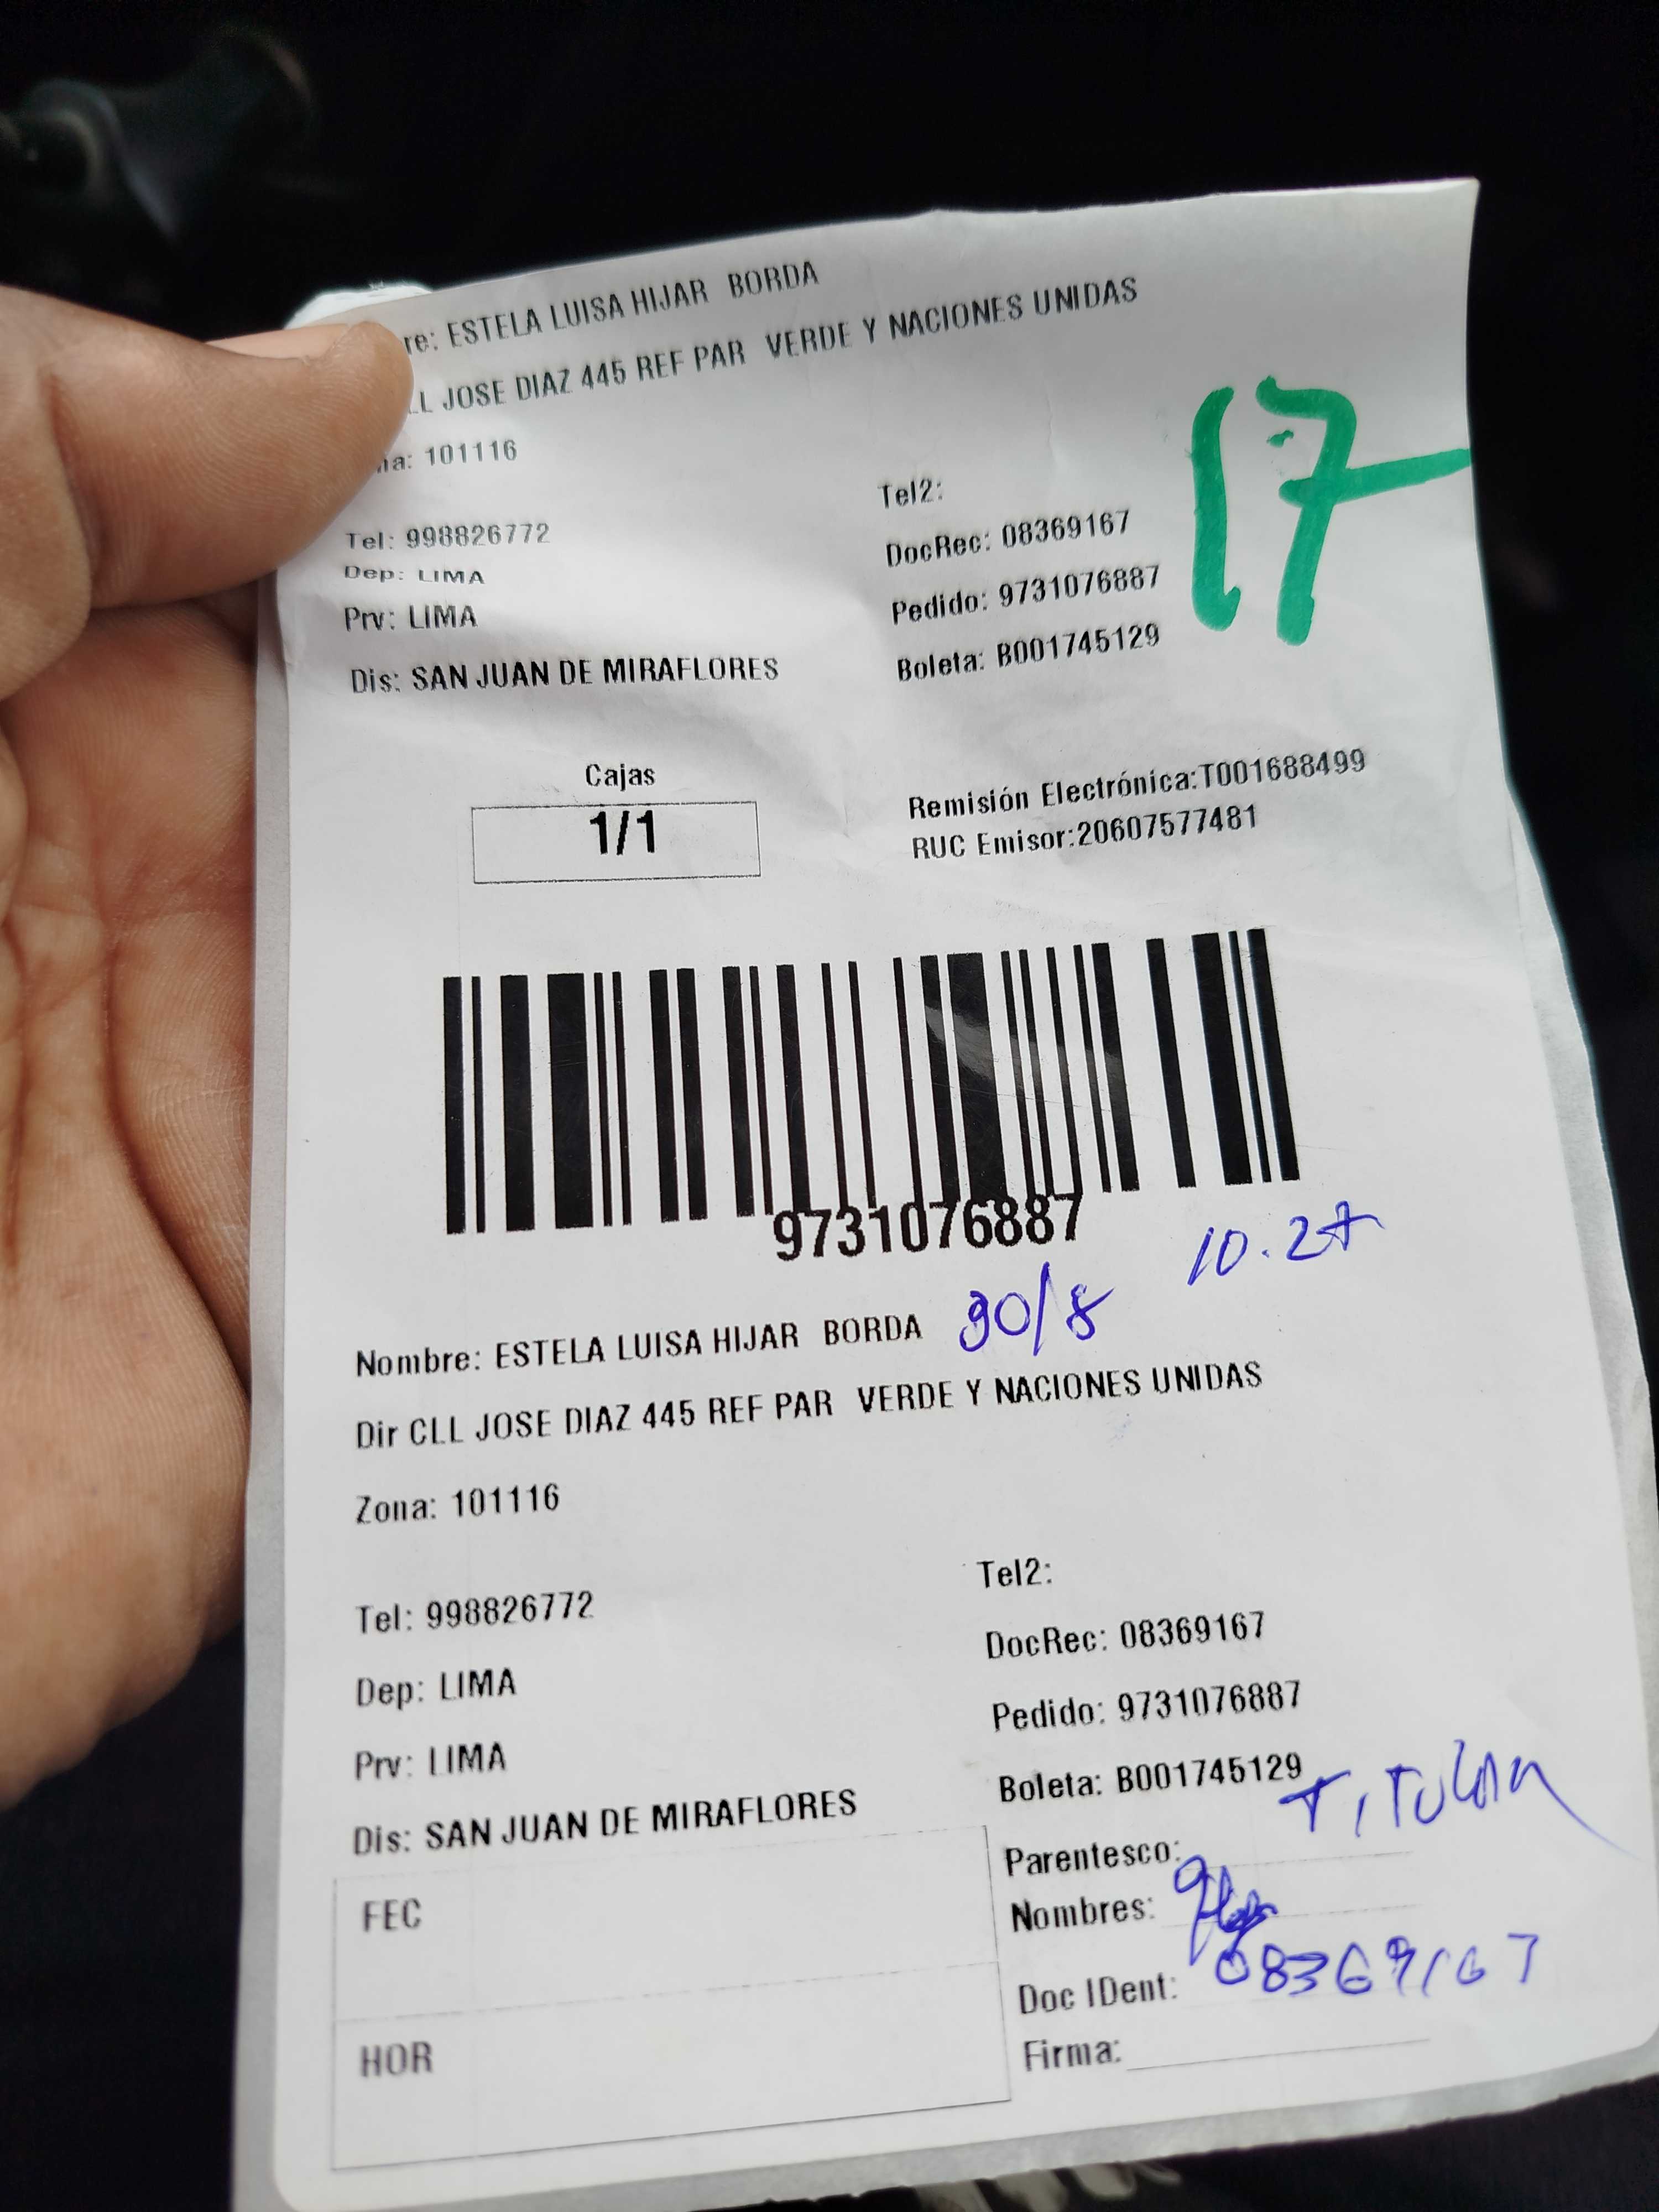 re: ESTELA LUISA HIJAR BORDA
LL JOSE DIAZ 445 REF PAR VERDE Y NACIONES UNIDAS
na: 101116
17
Tel2:
Tel: 998826772
DocRec: 08369167
Dep: LIMA
Pedido: 9731076887
Prv: LIMA
Boleta: B001745129
Dis: SAN JUAN DE MIRAFLORES
Cajas
1/1
Remisión Electrónica:T001688499
RUC Emisor:20607577481
9731076887
10.27
30/8
Nombre: ESTELA LUISA HIJAR BORDA
Dir CLL JOSE DIAZ 445 REF PAR VERDE Y NACIONES UNIDAS
Zona: 101116
Tel2:
Tel: 998826772
DocRec: 08369167
Dep: LIMA
Pedido: 9731076887
Prv: LIMA
Boleta: B001745129
Dis: SAN JUAN DE MIRAFLORES
Parentesco: TITULAR
FEC
Nombres:
Doc IDent: 08369167
HOR
Firma: